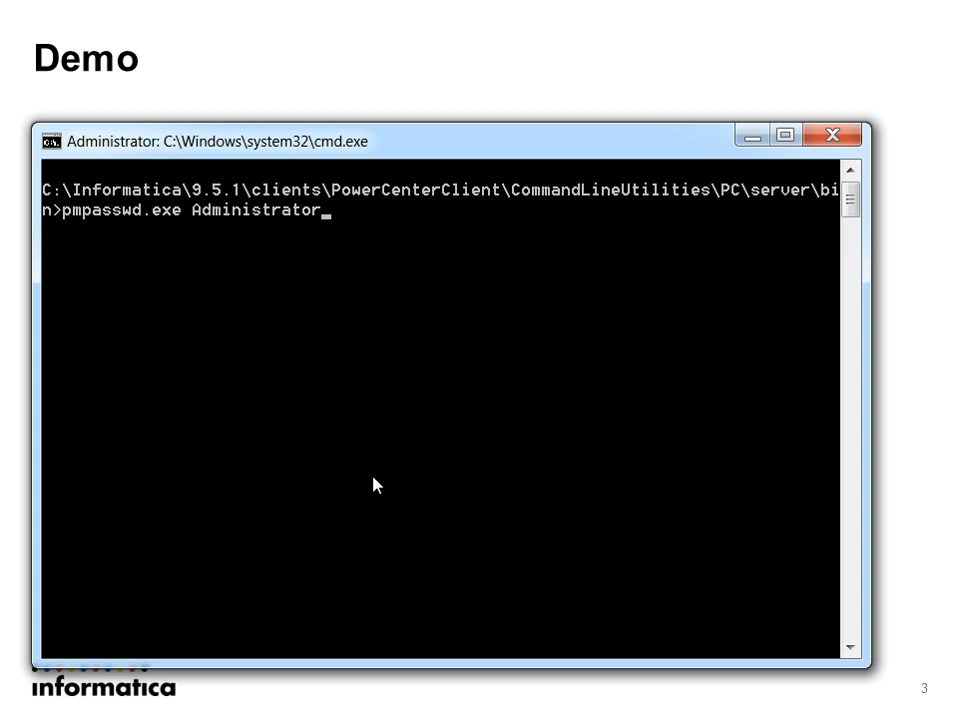 Demo
Administrator: C:\Windows\system32\cmd.exe
C:\Informatica\9.5.1\clients\PowerCenterClient\CommandLineUtilities\PC\server\bi
n>pmpasswd.exe Administrator_
informatica
3